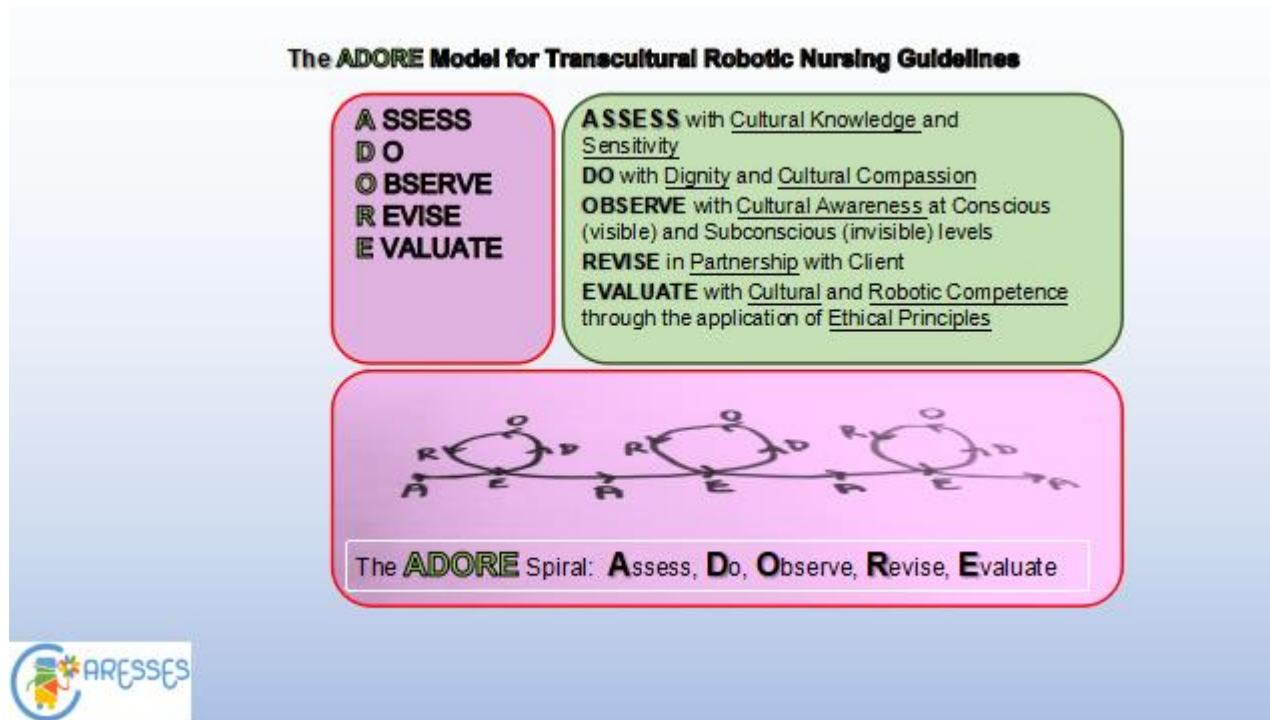 The ADORE Model for Transcultural Robotic Nursing Guidelines
A SSESS
D O
O BSERVE
R EVISE
E VALUATE
ASSESS with Cultural Knowledge and
Sensitivity
DO with Dignity and Cultural Compassion
OBSERVE with Cultural Awareness at Conscious
(visible) and Subconscious (invisible) levels
REVISE in Partnership with Client
EVALUATE with Cultural and Robotic Competence
through the application of Ethical Principles
O O O
R D R D R D
A E A E A E A
The ADORE Spiral: Assess, Do, Observe, Revise, Evaluate
CARESSES